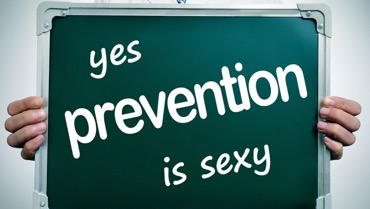 yes
prevention
is sexy